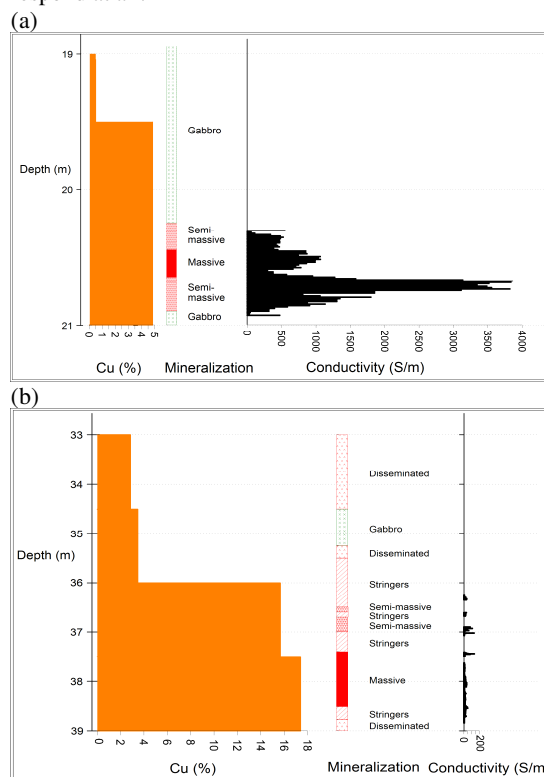 (a)
19
Gabbro
Depth (m)
20
Semi-
massive
Massive
Semi-
massive
Gabbro
21
0 1 2 3 4 5
0 500 1000 1500 2000 2500 3000 3500 4000
Cu (%) Mineralization Conductivity (S/m)
(b)
33
Disseminated
34
Gabbro
35
Depth (m)
Disseminated
36
Stringers
Semi-massive
Stringers
Semi-massive
37
Stringers
Massive
38
Stringers
39
Disseminated
0 2 4 6 8 10 12 14 16 18
0 200
Cu (%) Mineralization Conductivity (S/m)